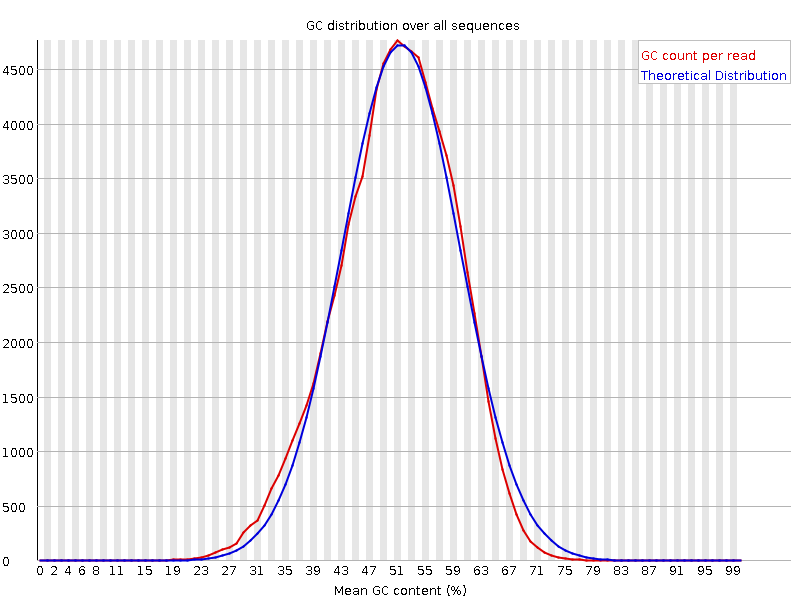 GC distribution over all sequences
GC count per read
Theoretical Distribution
4500
4000
3500
3000
2500
2000
1500
1000
500
0
0 2 4 6 8 11 15 19 23 27 31 35 39 43 47 51 55 59 63 67 71 75 79 83 87 91 95 99
Mean GC content (%)